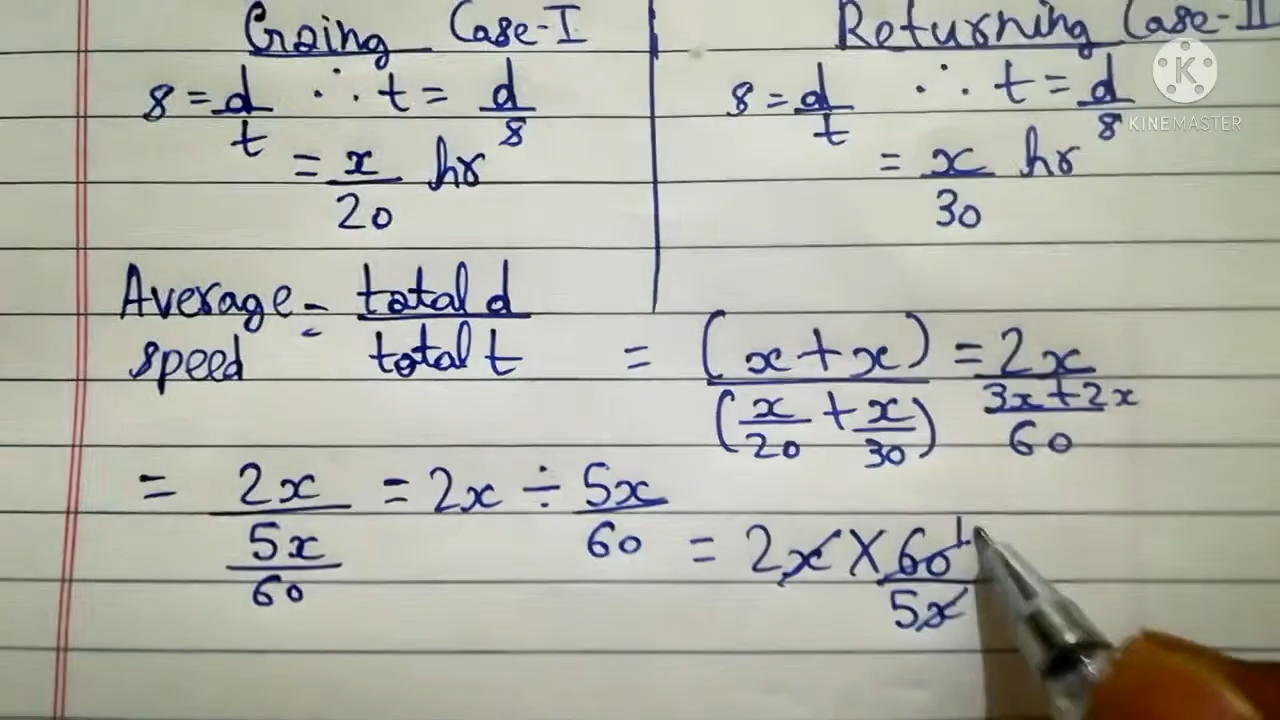 Going Case-I
s = d/t ∴ t = d/s
= x/20 hr
Returning Case-II
s = d/t ∴ t = d/s
= x/30 hr
KINEMASTER
Average speed = total d/total t = (x+x)/(x/20 + x/30) = 2x/((3x+2x)/60)
= 2x/(5x/60) = 2x ÷ 5x/60 = 2x × 60/5x